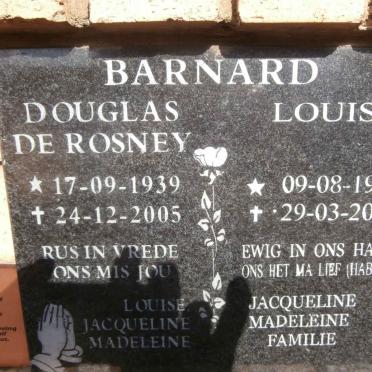 BARNARD
DOUGLAS
DE ROSNEY
★ 17-09-1939
✝ 24-12-2005
RUS IN VREDE
ONS MIS JOU
LOUISE
JACQUELINE
MADELEINE
LOUIS
★ 09-08-19
✝ 29-03-20
EWIG IN ONS HA
ONS HET MA LIEF (HAB
JACQUELINE
MADELEINE
FAMILIE